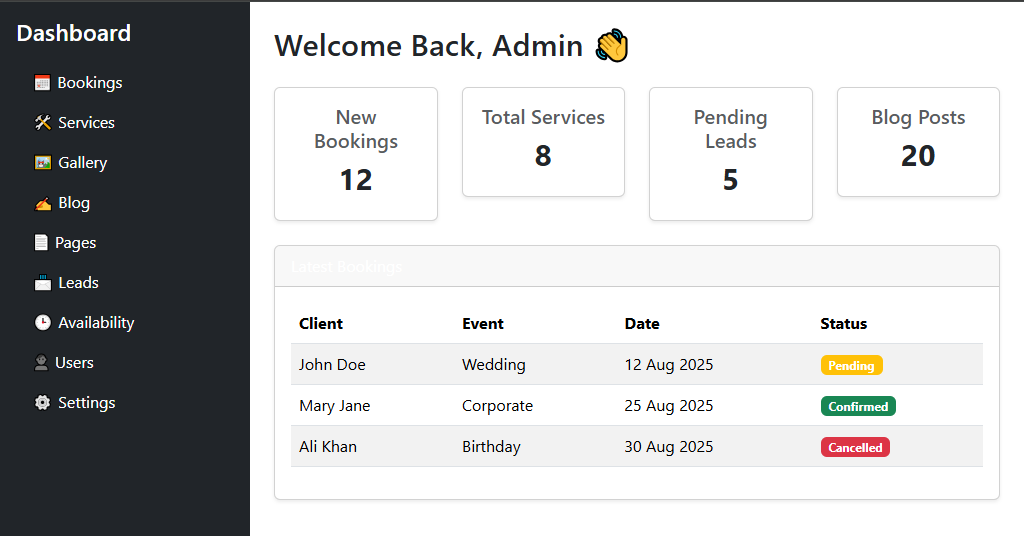 Dashboard
Bookings
Services
Gallery
Blog
Pages
Leads
Availability
Users
Settings
Welcome Back, Admin 👋
New
Bookings
12
Total Services
8
Pending
Leads
5
Blog Posts
20
Latest Bookings
Client Event Date Status
John Doe Wedding 12 Aug 2025 Pending
Mary Jane Corporate 25 Aug 2025 Confirmed
Ali Khan Birthday 30 Aug 2025 Cancelled